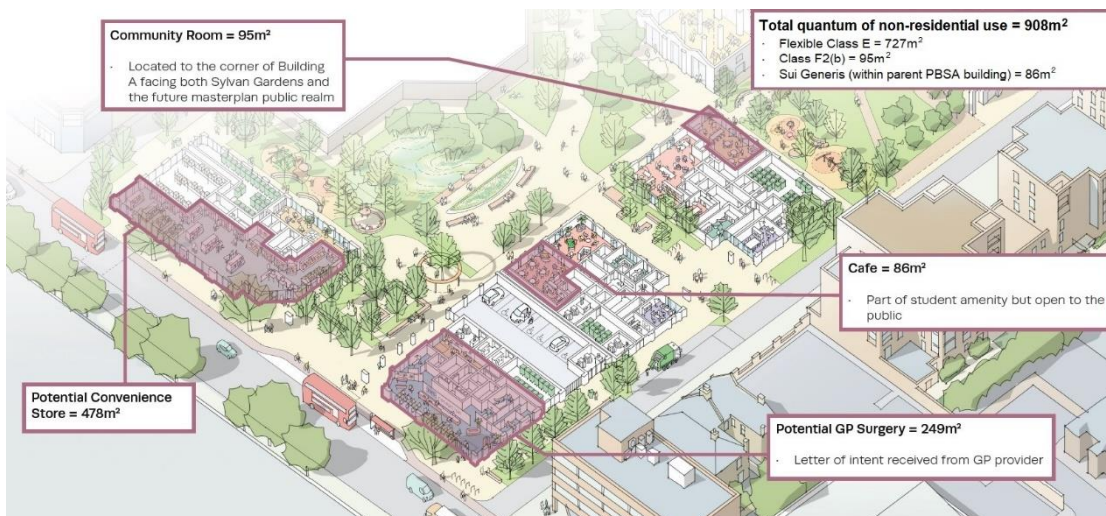 Community Room = 95m²
· Located to the corner of Building
A facing both Sylvan Gardens and
the future masterplan public realm
Total quantum of non-residential use = 908m²
· Flexible Class E = 727m²
· Class F2(b) = 95m²
· Sui Generis (within parent PBSA building) = 86m²
Cafe = 86m²
· Part of student amenity but open to the
public
Potential Convenience
Store = 478m²
Potential GP Surgery = 249m²
· Letter of intent received from GP provider